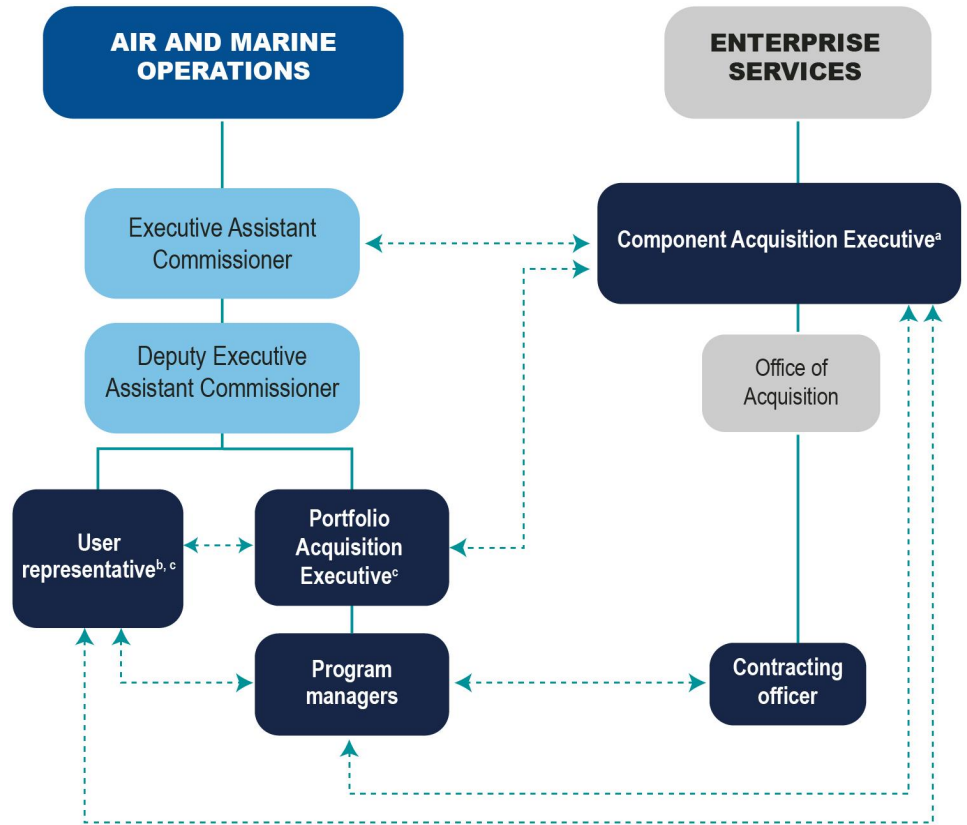 AIR AND MARINE
OPERATIONS
ENTERPRISE
SERVICES
Executive Assistant
Commissioner
Component Acquisition Executiveᵃ
Deputy Executive
Assistant Commissioner
Office of
Acquisition
User
representativeᵇ, ᶜ
Portfolio
Acquisition
Executiveᶜ
Program
managers
Contracting
officer